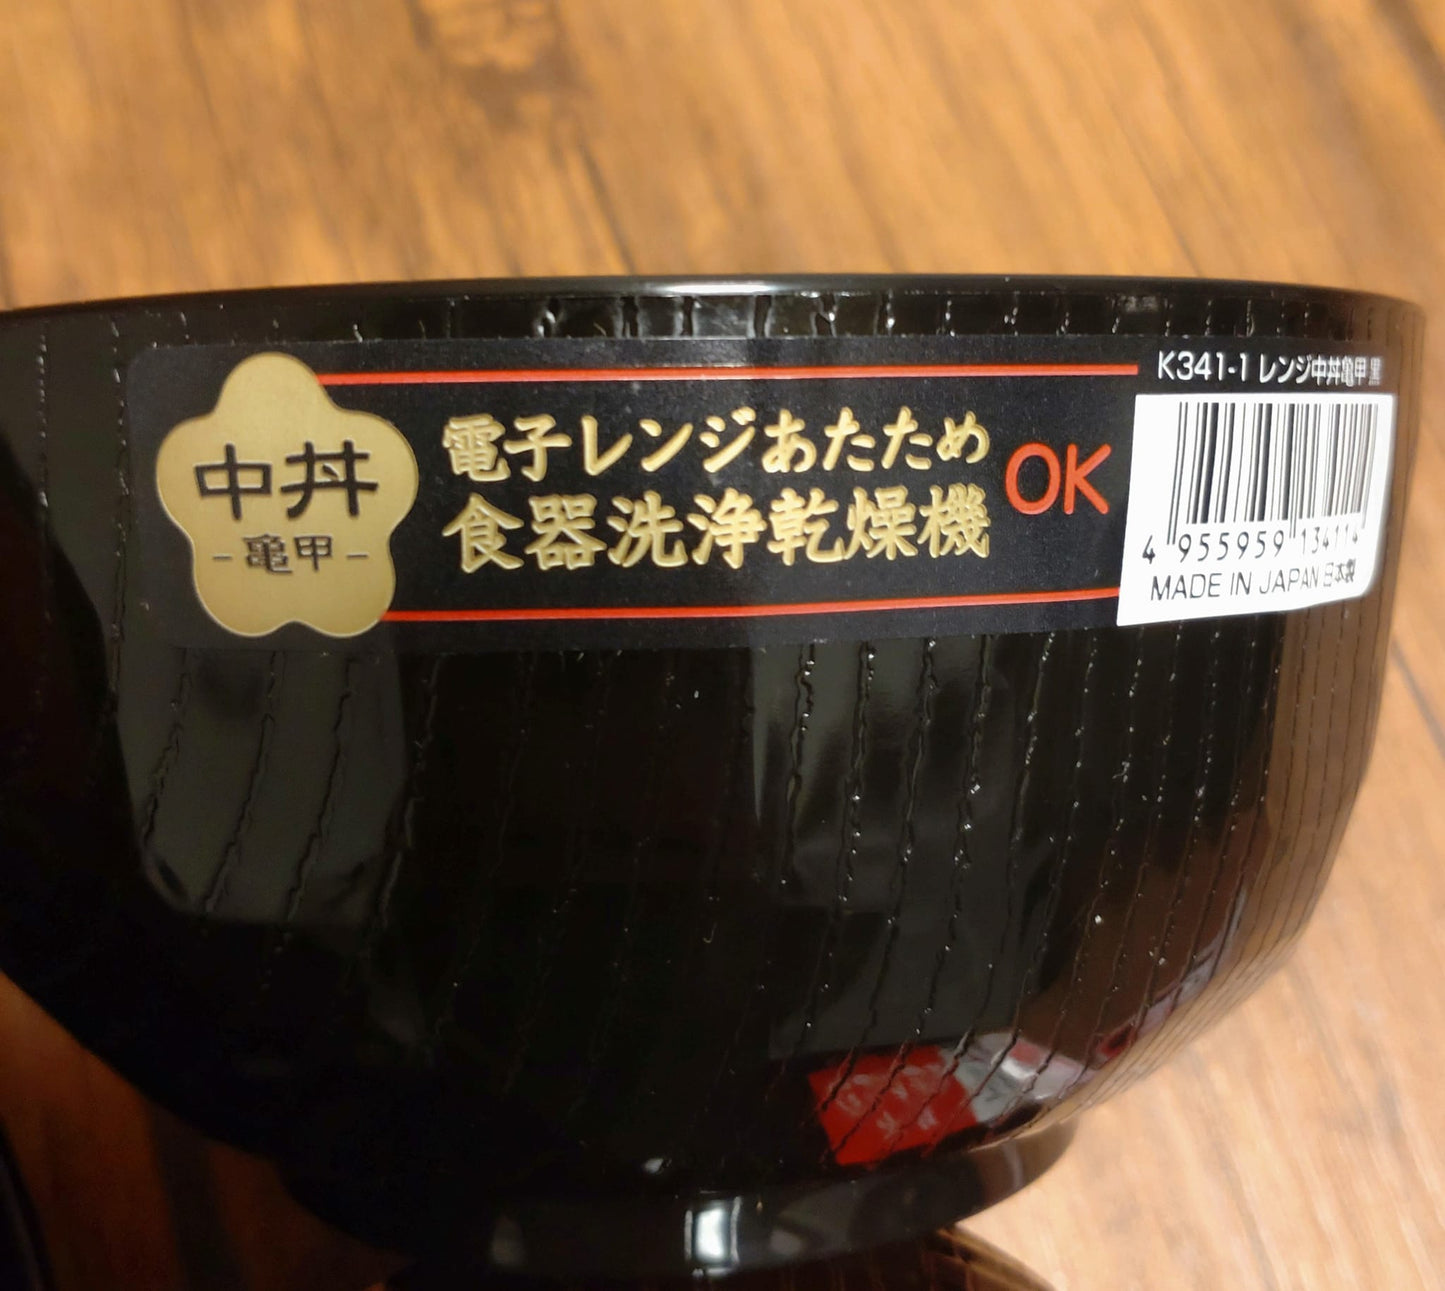 中丼
-亀甲-
電子レンジあたため
食器洗浄乾燥機
OK
K341-1 レンジ中丼亀甲 黒
4 955959 134114
MADE IN JAPAN 日本製